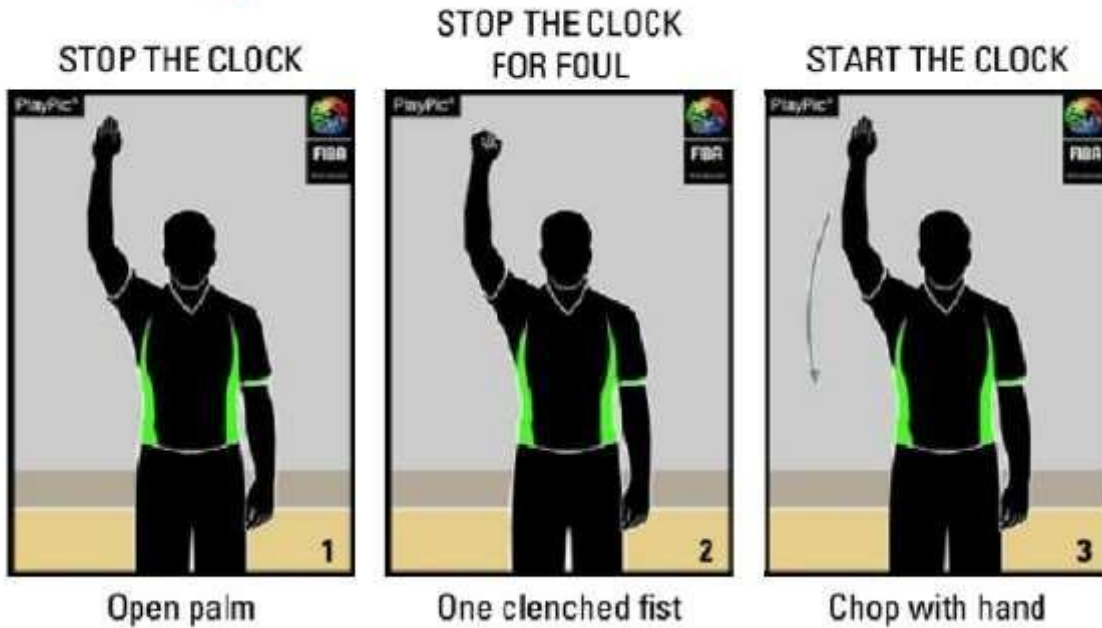 STOP THE CLOCK
Open palm
PlayPic®
FIBA
1
STOP THE CLOCK
FOR FOUL
PlayPic®
FIBA
2
One clenched fist
START THE CLOCK
PlayPic®
FIBA
3
Chop with hand